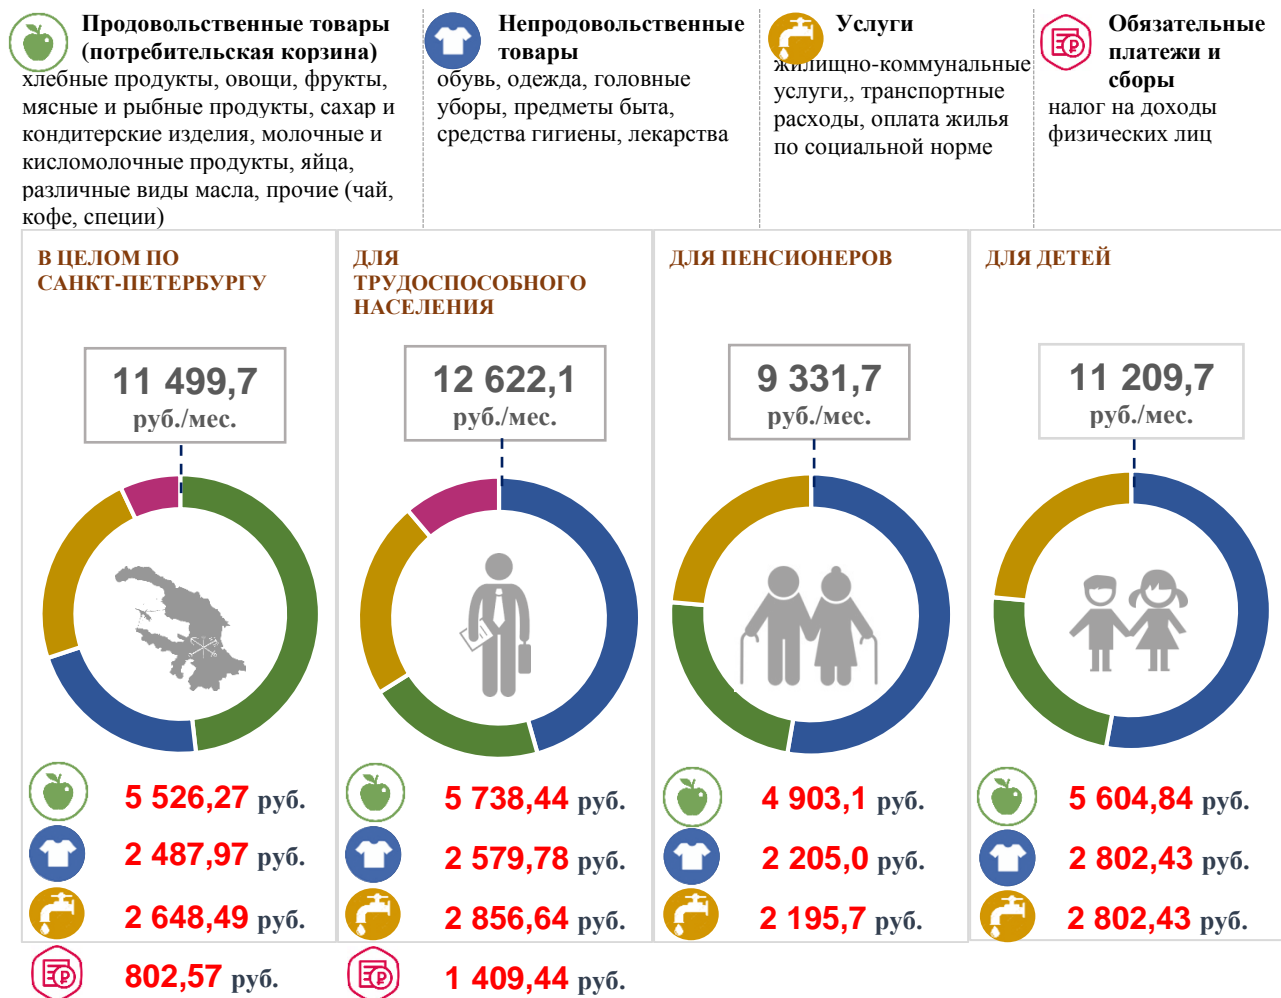 Продовольственные товары
(потребительская корзина)
хлебные продукты, овощи, фрукты,
мясные и рыбные продукты, сахар и
кондитерские изделия, молочные и
кисломолочные продукты, яйца,
различные виды масла, прочие (чай,
кофе, специи)
Непродовольственные
товары
обувь, одежда, головные
уборы, предметы быта,
средства гигиены, лекарства
Услуги
жилищно-коммунальные
услуги,, транспортные
расходы, оплата жилья
по социальной норме
Обязательные
платежи и
сборы
налог на доходы
физических лиц
В ЦЕЛОМ ПО
САНКТ-ПЕТЕРБУРГУ
11 499,7
руб./мес.
5 526,27 руб.
2 487,97 руб.
2 648,49 руб.
802,57 руб.
ДЛЯ
ТРУДОСПОСОБНОГО
НАСЕЛЕНИЯ
12 622,1
руб./мес.
5 738,44 руб.
2 579,78 руб.
2 856,64 руб.
1 409,44 руб.
ДЛЯ ПЕНСИОНЕРОВ
9 331,7
руб./мес.
4 903,1 руб.
2 205,0 руб.
2 195,7 руб.
ДЛЯ ДЕТЕЙ
11 209,7
руб./мес.
5 604,84 руб.
2 802,43 руб.
2 802,43 руб.